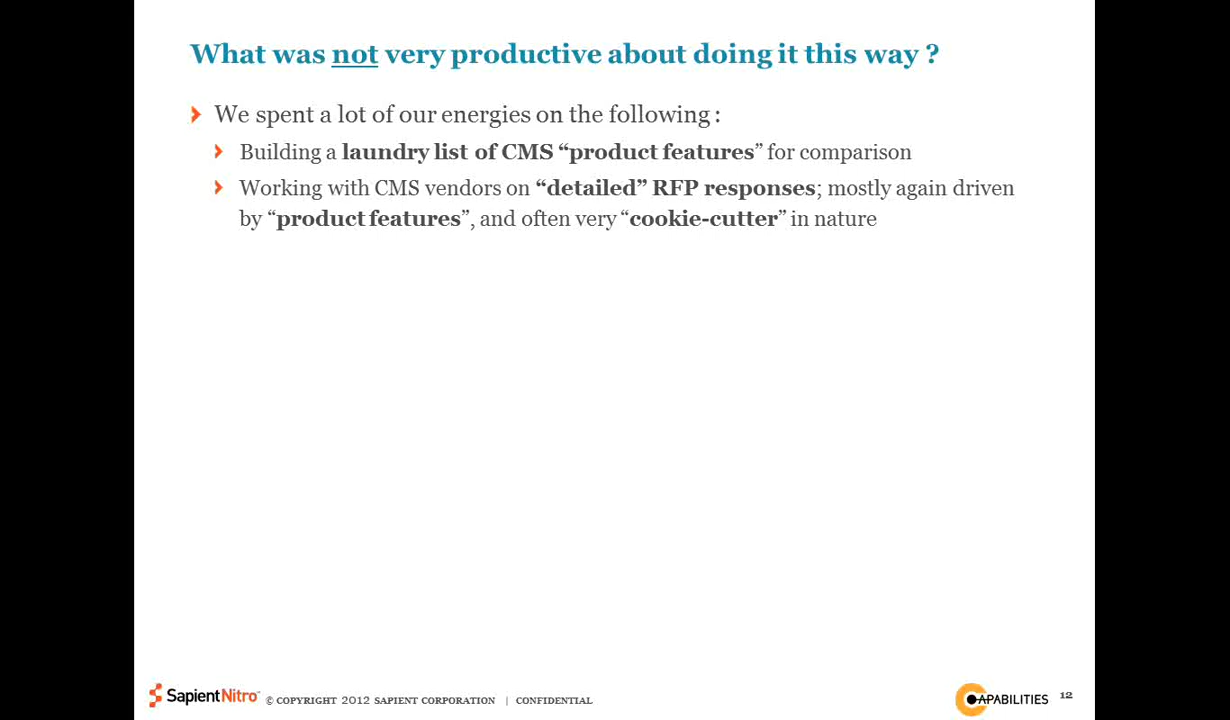 What was not very productive about doing it this way ?
We spent a lot of our energies on the following :
Building a laundry list of CMS “product features” for comparison
Working with CMS vendors on “detailed” RFP responses; mostly again driven
by “product features”, and often very “cookie-cutter” in nature
SapientNitro © COPYRIGHT 2012 SAPIENT CORPORATION | CONFIDENTIAL
CAPABILITIES 12